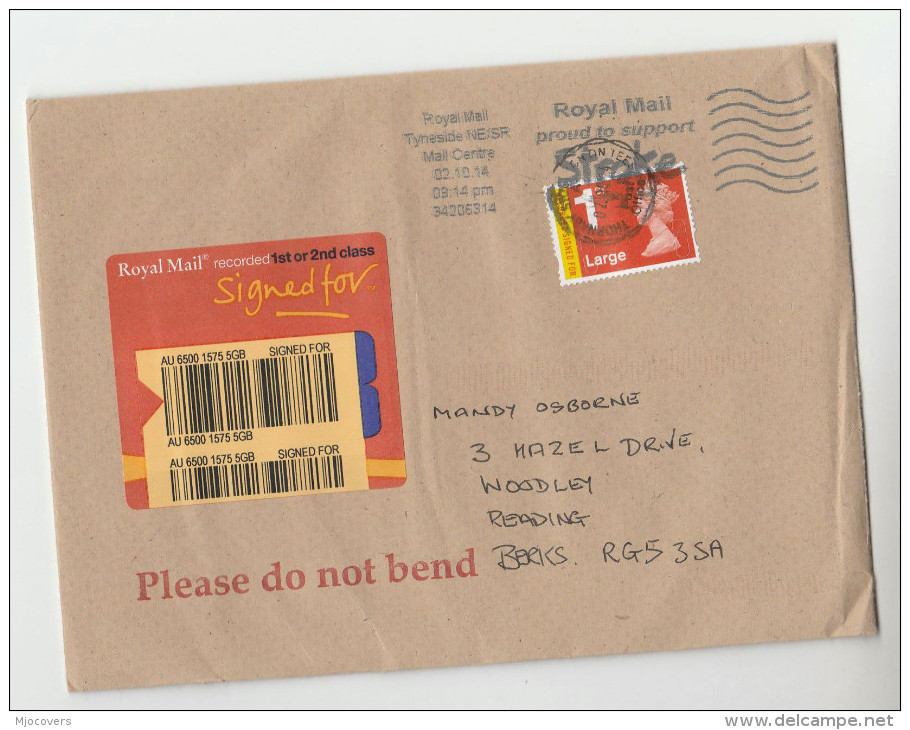 Royal Mail
Tyneside NE/SR
Mail Centre
02.10.14
09:14 pm
34206314
Royal Mail
proud to support
Stroke
1
Large
SIGNED FOR
Royal Mail® recorded 1st or 2nd class
Signed for™
AU 6500 1575 5GB SIGNED FOR
AU 6500 1575 5GB
AU 6500 1575 5GB SIGNED FOR
MANDY OSBORNE
3 HAZEL DRIVE,
WOODLEY
READING
BERKS. RG5 3SA
Please do not bend
Mjocovers
www.delcampe.net